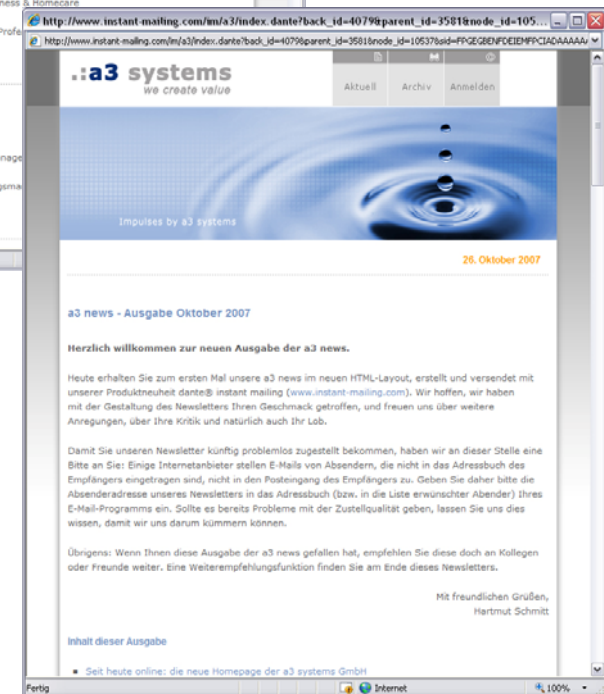 ness & Homecare
Profe
nage
gsma
http://www.instant-mailing.com/im/a3/index.dante?back_id=4079&parent_id=3581&node_id=105...
http://www.instant-mailing.com/im/a3/index.dante?back_id=4079&parent_id=3581&node_id=10537&sid=FPGEGBENFDEIEMFPCIADAAAAA/
.:a3 systems
we create value
Aktuell Archiv Anmelden
Impulses by a3 systems
26. Oktober 2007
a3 news - Ausgabe Oktober 2007
Herzlich willkommen zur neuen Ausgabe der a3 news.
Heute erhalten Sie zum ersten Mal unsere a3 news im neuen HTML-Layout, erstellt und versendet mit
unserer Produktneuheit dante® instant mailing (www.instant-mailing.com). Wir hoffen, wir haben
mit der Gestaltung des Newsletters Ihren Geschmack getroffen, und freuen uns über weitere
Anregungen, über Ihre Kritik und natürlich auch Ihr Lob.
Damit Sie unseren Newsletter künftig problemlos zugestellt bekommen, haben wir an dieser Stelle eine
Bitte an Sie: Einige Internetanbieter stellen E-Mails von Absendern, die nicht in das Adressbuch des
Empfängers eingetragen sind, nicht in den Posteingang des Empfängers zu. Geben Sie daher bitte die
Absenderadresse unseres Newsletters in das Adressbuch (bzw. in die Liste erwünschter Abender) Ihres
E-Mail-Programms ein. Sollte es bereits Probleme mit der Zustellqualität geben, lassen Sie uns dies
wissen, damit wir uns darum kümmern können.
Übrigens: Wenn Ihnen diese Ausgabe der a3 news gefallen hat, empfehlen Sie diese doch an Kollegen
oder Freunde weiter. Eine Weiterempfehlungsfunktion finden Sie am Ende dieses Newsletters.
Mit freundlichen Grüßen,
Hartmut Schmitt
Inhalt dieser Ausgabe
Seit heute online: die neue Homepage der a3 systems GmbH
Fertig Internet 100%